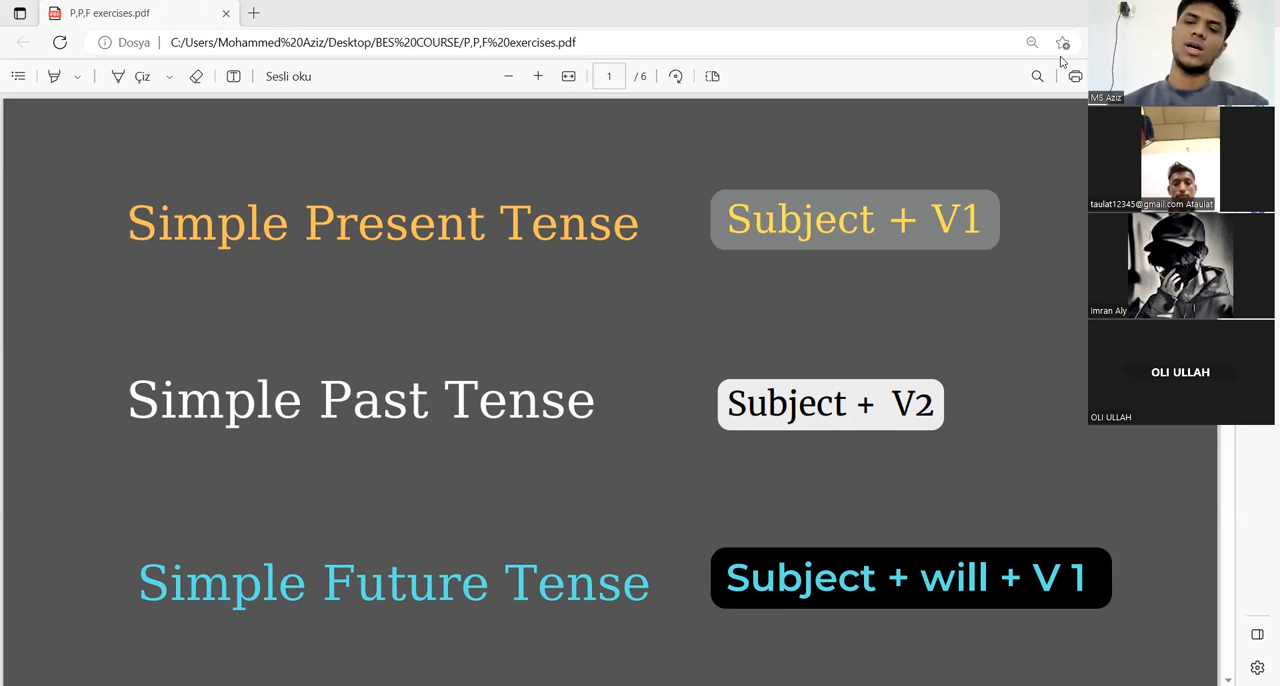 P,P,F exercises.pdf
Dosya
C:/Users/Mohammed%20Aziz/Desktop/BES%20COURSE/P,P,F%20exercises.pdf
Çiz
Sesli oku
1 / 6
Simple Present Tense
Subject + V1
Simple Past Tense
Subject + V2
Simple Future Tense
Subject + will + V 1
MS Aziz
taulat12345@gmail.com Ataulat
Imran Aly
OLI ULLAH
OLI ULLAH